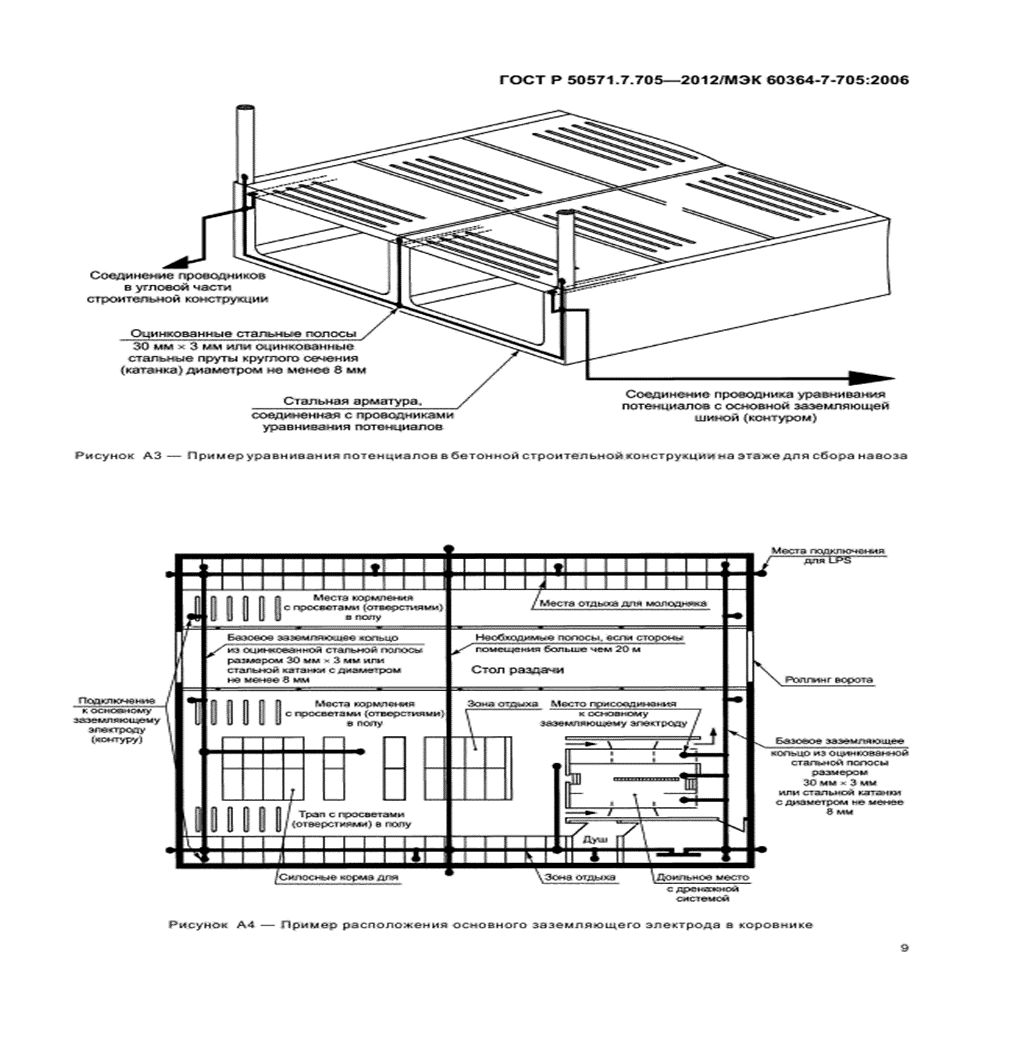 ГОСТ Р 50571.7.705—2012/МЭК 60364-7-705:2006
Соединение проводников
в угловой части
строительной конструкции
Оцинкованные стальные полосы
30 мм × 3 мм или оцинкованные
стальные пруты круглого сечения
(катанка) диаметром не менее 8 мм
Стальная арматура,
соединенная с проводниками
уравнивания потенциалов
Соединение проводника уравнивания
потенциалов с основной заземляющей
шиной (контуром)
Рисунок А3 — Пример уравнивания потенциалов в бетонной строительной конструкции на этаже для сбора навоза
Места подключения
для LPS
Места кормления
с просветами (отверстиями)
в полу
Места отдыха для молодняка
Базовое заземляющее кольцо
из оцинкованной стальной полосы
размером 30 мм × 3 мм или
стальной катанки с диаметром
не менее 8 мм
Необходимые полосы, если стороны
помещения больше чем 20 м
Стол раздачи
Роллинг ворота
Подключение
к основному
заземляющему
электроду
(контуру)
Места кормления
с просветами (отверстиями)
в полу
Зона отдыха
Место присоединения
к основному
заземляющему электроду
Базовое заземляющее
кольцо из оцинкованной
стальной полосы
размером
30 мм × 3 мм
или стальной катанки
с диаметром не менее
8 мм
Трап с просветами
(отверстиями) в полу
Душ
Силосные корма для
Зона отдыха
Доильное место
с дренажной
системой
Рисунок А4 — Пример расположения основного заземляющего электрода в коровнике
9